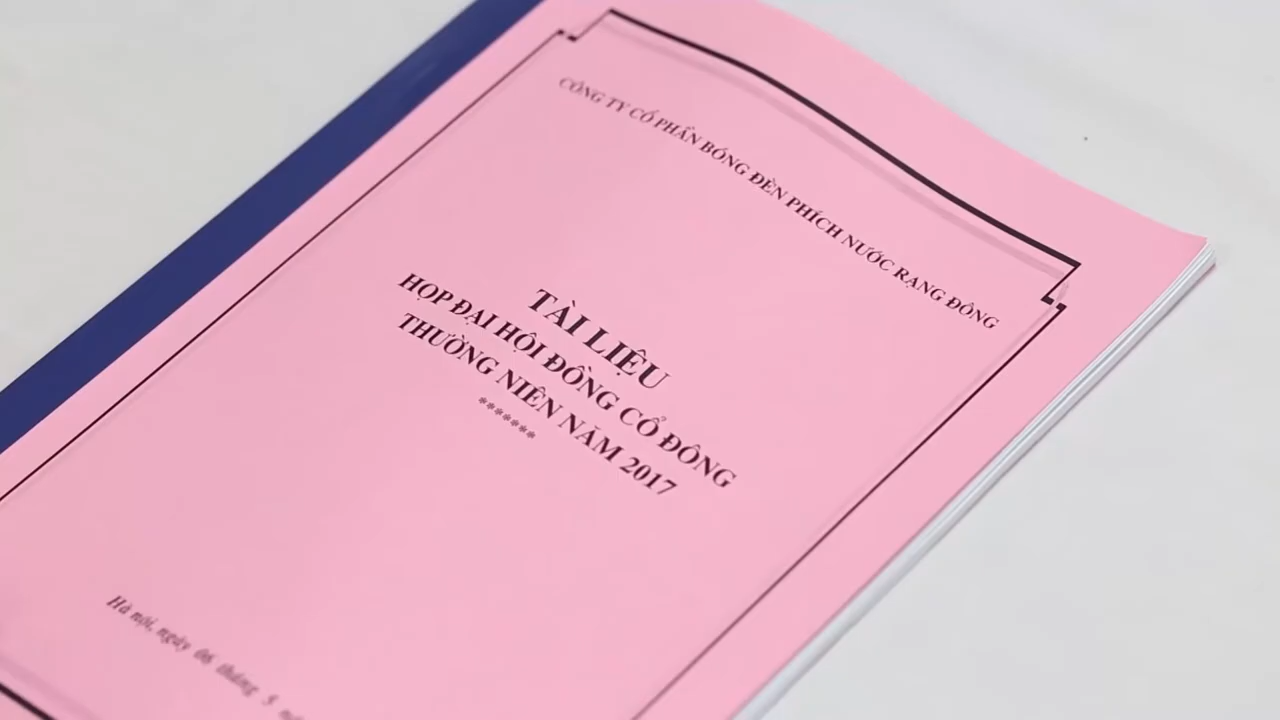 CÔNG TY CỔ PHẦN BÓNG ĐÈN PHÍCH NƯỚC RẠNG ĐÔNG
TÀI LIỆU
HỌP ĐẠI HỘI ĐỒNG CỔ ĐÔNG
THƯỜNG NIÊN NĂM 2017
*******
Hà nội, ngày 06 tháng 5